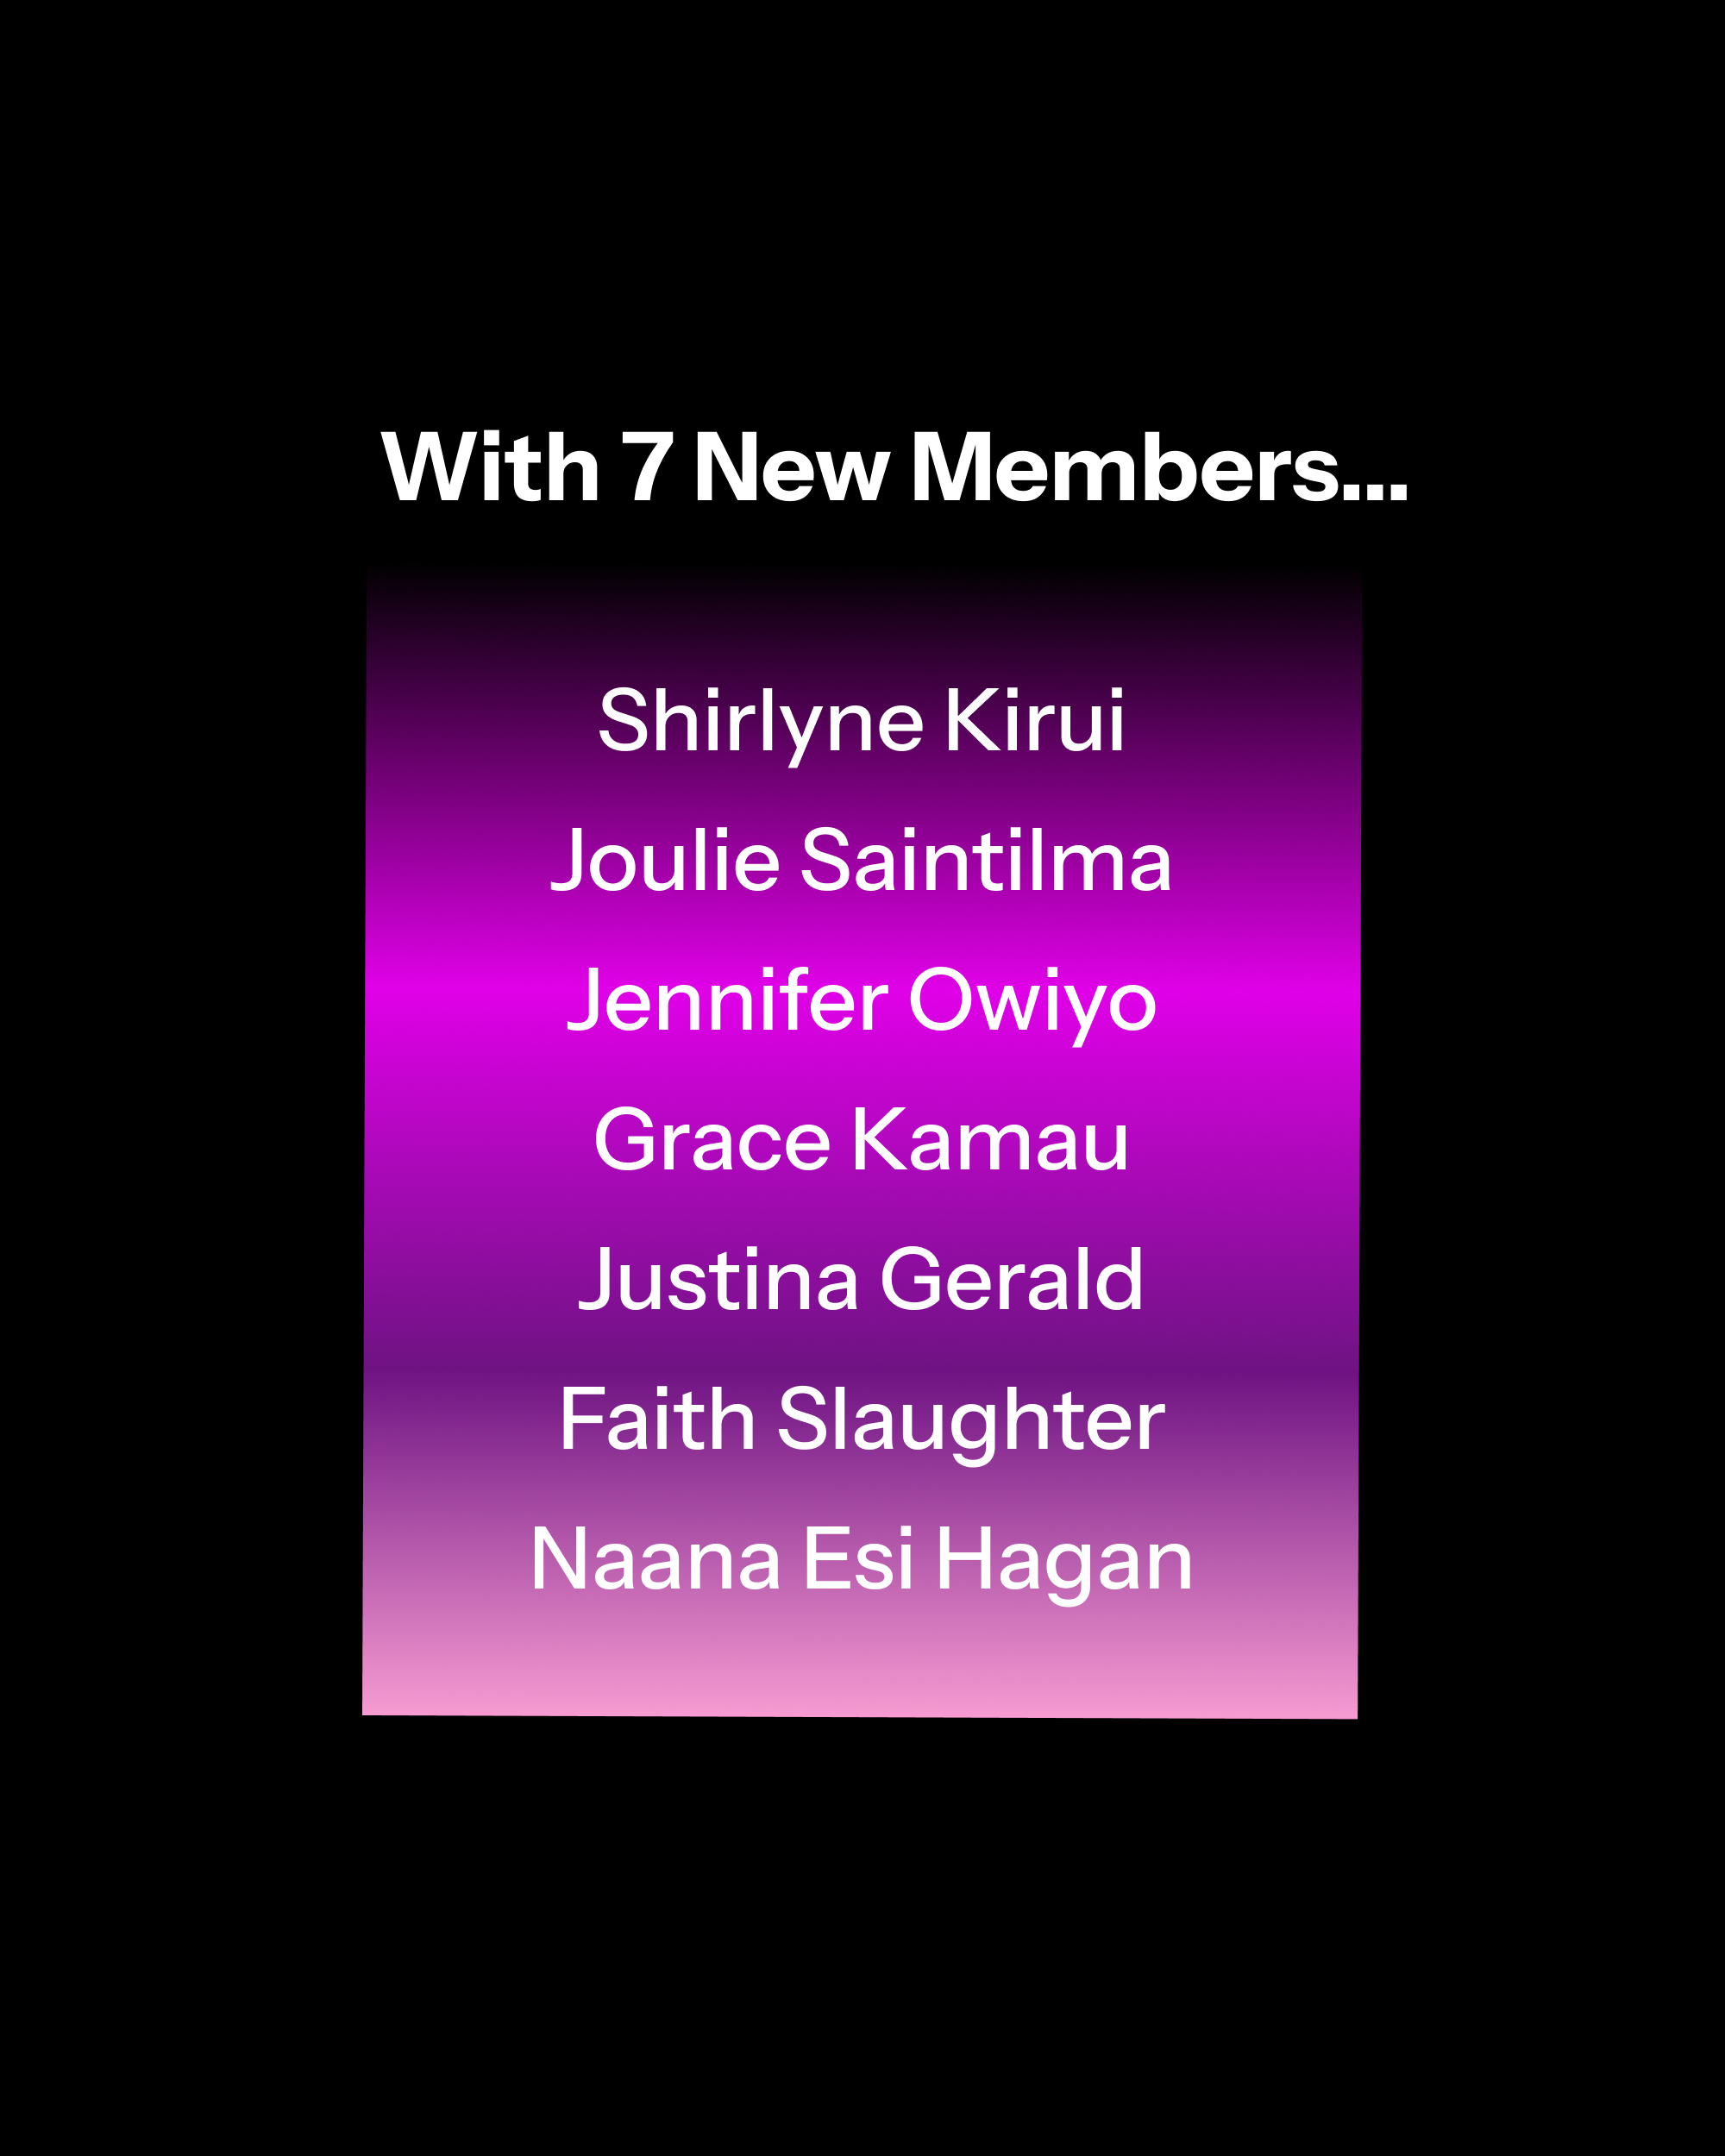 With 7 New Members...
Shirlyne Kirui
Joulie Saintilma
Jennifer Owiyo
Grace Kamau
Justina Gerald
Faith Slaughter
Naana Esi Hagan